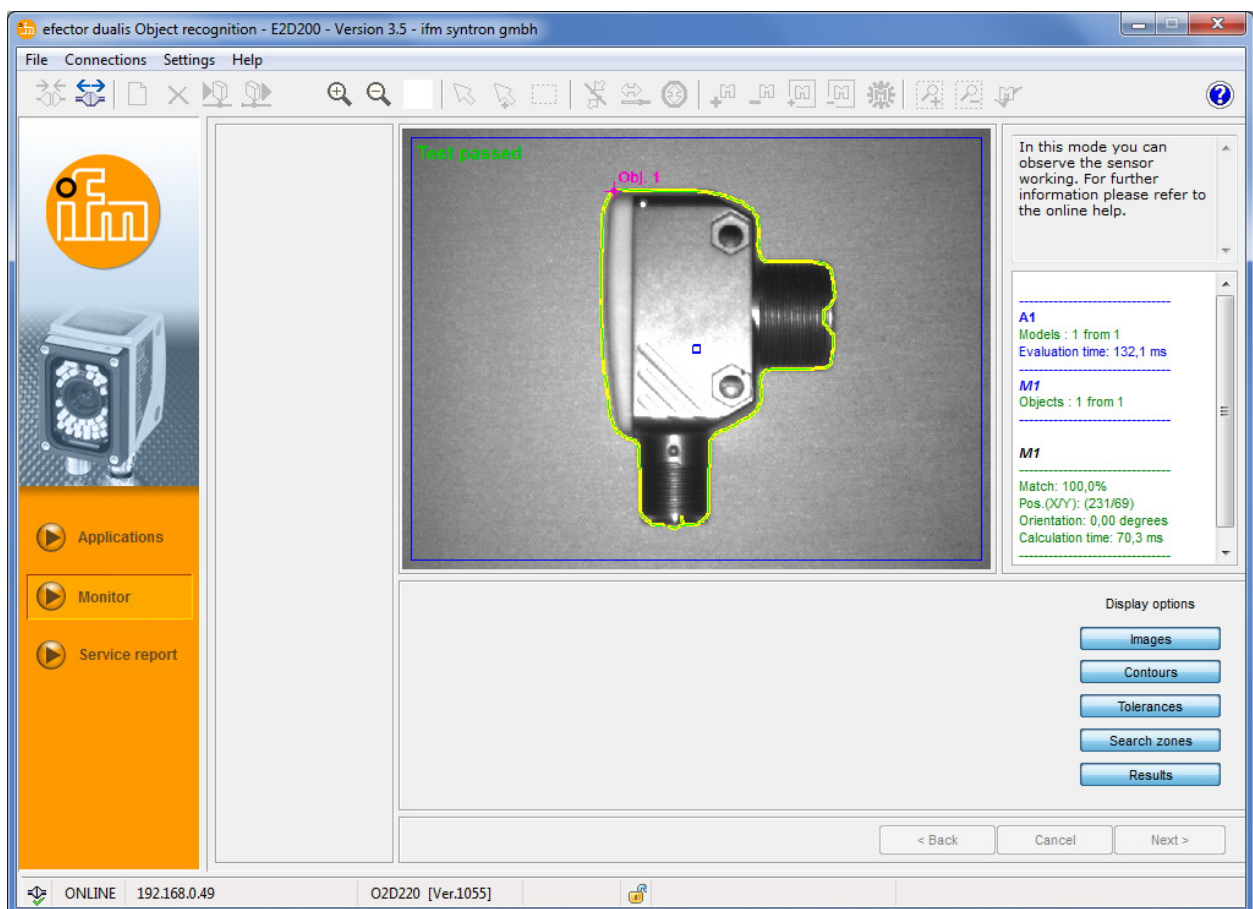 efector dualis Object recognition - E2D200 - Version 3.5 - ifm syntron gmbh
File Connections Settings Help
Test passed
Obj. 1
In this mode you can
observe the sensor
working. For further
information please refer to
the online help.
ifm
A1
Models : 1 from 1
Evaluation time: 132,1 ms
M1
Objects : 1 from 1
M1
Match: 100,0%
Pos.(X/Y): (231/69)
Orientation: 0,00 degrees
Calculation time: 70,3 ms
Applications
Monitor
Service report
Display options
Images
Contours
Tolerances
Search zones
Results
< Back
Cancel
Next >
ONLINE 192.168.0.49 O2D220 [Ver.1055]